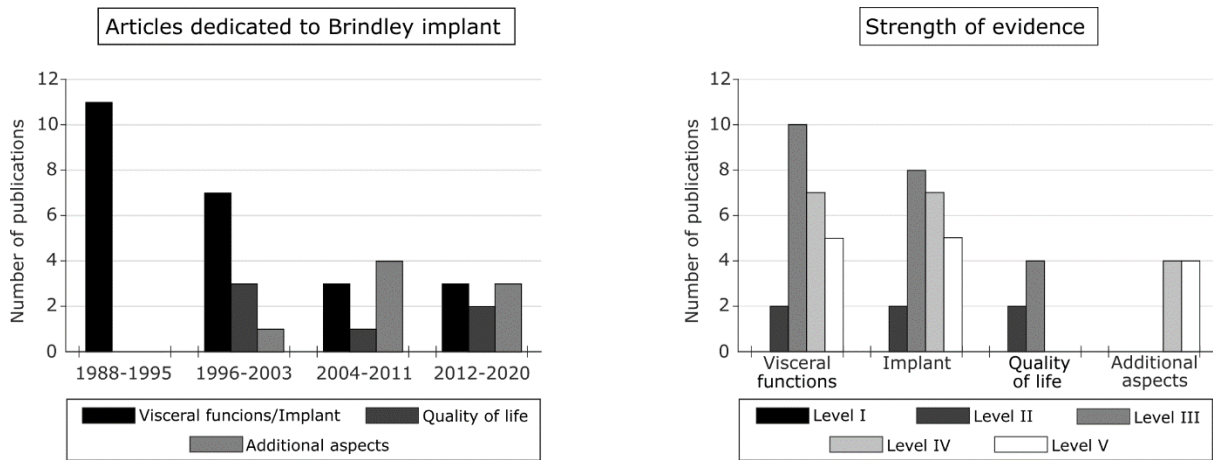 Articles dedicated to Brindley implant
Number of publications
12
10
8
6
4
2
0
1988-1995
1996-2003
2004-2011
2012-2020
Visceral funcions/Implant
Quality of life
Additional aspects
Strength of evidence
Number of publications
12
10
8
6
4
2
0
Visceral
functions
Implant
Quality
of life
Additional
aspects
Level I
Level II
Level III
Level IV
Level V